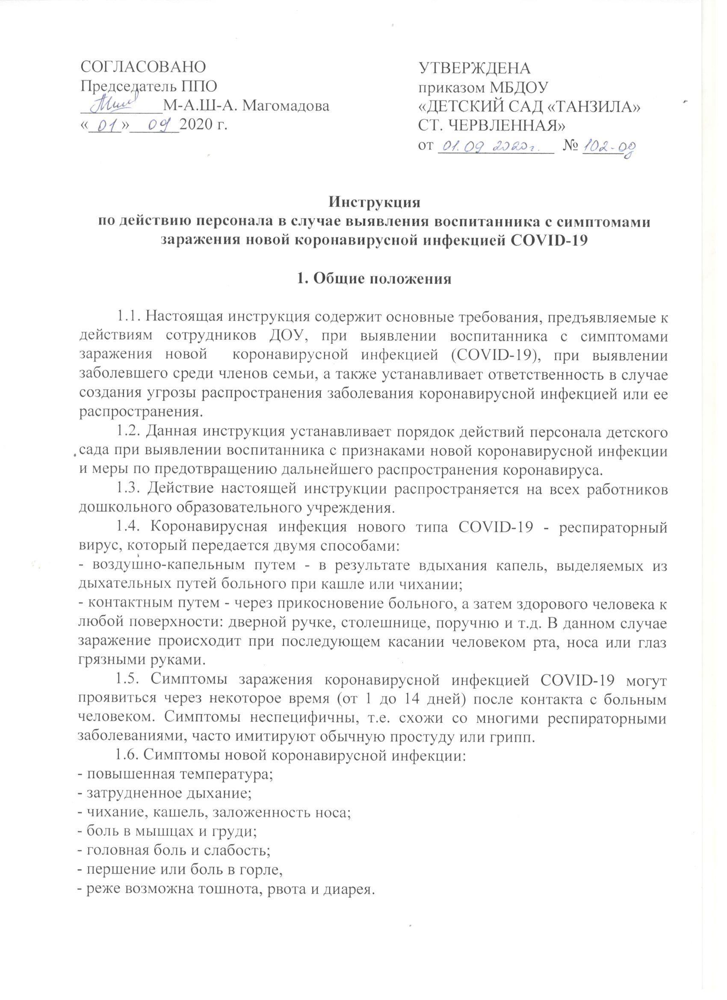 СОГЛАСОВАНО
Председатель ППО
__________М-А.Ш-А. Магомадова
«01» 09 2020 г.
УТВЕРЖДЕНА
приказом МБДОУ
«ДЕТСКИЙ САД «ТАНЗИЛА»
СТ. ЧЕРВЛЕННАЯ»
от 01.09 2020г. № 102-од
Инструкция
по действию персонала в случае выявления воспитанника с симптомами
заражения новой коронавирусной инфекцией COVID-19
1. Общие положения
1.1. Настоящая инструкция содержит основные требования, предъявляемые к
действиям сотрудников ДОУ, при выявлении воспитанника с симптомами
заражения новой коронавирусной инфекцией (COVID-19), при выявлении
заболевшего среди членов семьи, а также устанавливает ответственность в случае
создания угрозы распространения заболевания коронавирусной инфекцией или ее
распространения.
1.2. Данная инструкция устанавливает порядок действий персонала детского
сада при выявлении воспитанника с признаками новой коронавирусной инфекции
и меры по предотвращению дальнейшего распространения коронавируса.
1.3. Действие настоящей инструкции распространяется на всех работников
дошкольного образовательного учреждения.
1.4. Коронавирусная инфекция нового типа COVID-19 - респираторный
вирус, который передается двумя способами:
- воздушно-капельным путем - в результате вдыхания капель, выделяемых из
дыхательных путей больного при кашле или чихании;
- контактным путем - через прикосновение больного, а затем здорового человека к
любой поверхности: дверной ручке, столешнице, поручню и т.д. В данном случае
заражение происходит при последующем касании человеком рта, носа или глаз
грязными руками.
1.5. Симптомы заражения коронавирусной инфекцией COVID-19 могут
проявиться через некоторое время (от 1 до 14 дней) после контакта с больным
человеком. Симптомы неспецифичны, т.е. схожи со многими респираторными
заболеваниями, часто имитируют обычную простуду или грипп.
1.6. Симптомы новой коронавирусной инфекции:
- повышенная температура;
- затрудненное дыхание;
- чихание, кашель, заложенность носа;
- боль в мышцах и груди;
- головная боль и слабость;
- першение или боль в горле,
- реже возможна тошнота, рвота и диарея.